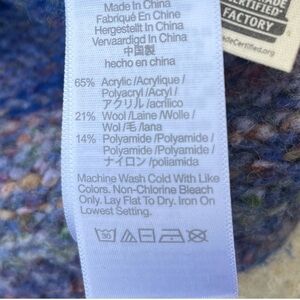 Made In China
Fabriqué En Chine
Hergestellt In China
Vervaardigd In China
中国製
hecho en china
65% Acrylic /Acrylique /
Polyacryl /Acryl /
アクリル /acrilico
21% Wool /Laine /Wolle /
Wol /毛 /lana
14% Polyamide /Polyamide /
Polyamide /Polyamide /
ナイロン /poliamida
Machine Wash Cold With Like
Colors. Non-Chlorine Bleach
Only. Lay Flat To Dry. Iron On
Lowest Setting.
30
CERTIFIED™
FACTORY